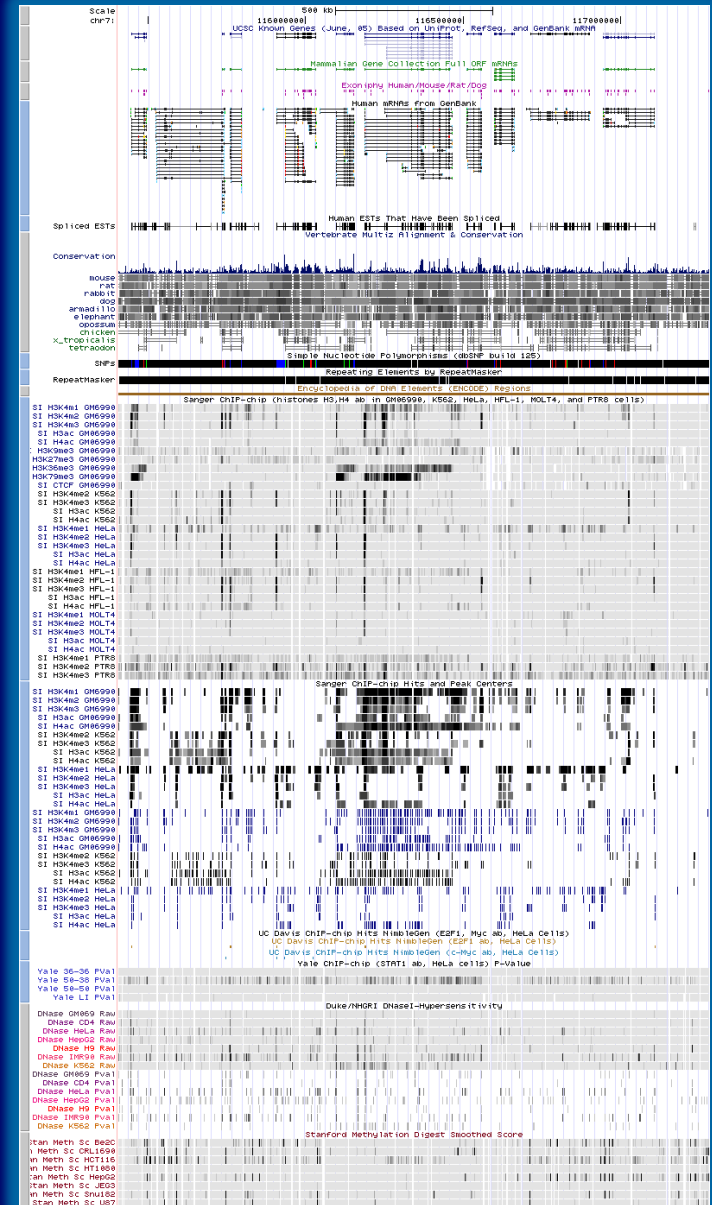 Scale 500 kb
chr7: 116000000 116500000 117000000
UCSC Known Genes (June, 05) Based on UniProt, RefSeq, and GenBank mRNA
Mammalian Gene Collection Full ORF mRNAs
Exoniphy Human/Mouse/Rat/Dog
Human mRNAs from GenBank
Human ESTs That Have Been Spliced
Spliced ESTs
Vertebrate Multiz Alignment & Conservation
Conservation
mouse
rat
rabbit
dog
armadillo
elephant
opossum
chicken
x_tropicalis
tetraodon
Simple Nucleotide Polymorphisms (dbSNP build 125)
SNPs
Repeating Elements by RepeatMasker
RepeatMasker
Encyclopedia of DNA Elements (ENCODE) Regions
Sanger ChIP-chip (histones H3,H4 ab in GM06990, K562, HeLa, HFL-1, MOLT4, and PTR8 cells)
SI H3K4m1 GM06990
SI H3K4m2 GM06990
SI H3K4m3 GM06990
SI H3ac GM06990
SI H4ac GM06990
SI H3K9me3 GM06990
H3K27me3 GM06990
H3K36me3 GM06990
H3K79me3 GM06990
SI CTCF GM06990
SI H3K4me2 K562
SI H3K4me3 K562
SI H3ac K562
SI H4ac K562
SI H3K4me1 HeLa
SI H3K4me2 HeLa
SI H3K4me3 HeLa
SI H3ac HeLa
SI H4ac HeLa
SI H3K4me1 HFL-1
SI H3K4me2 HFL-1
SI H3K4me3 HFL-1
SI H3ac HFL-1
SI H4ac HFL-1
SI H3K4me1 MOLT4
SI H3K4me2 MOLT4
SI H3K4me3 MOLT4
SI H3ac MOLT4
SI H4ac MOLT4
SI H3K4me1 PTR8
SI H3K4me2 PTR8
SI H3K4me3 PTR8
Sanger ChIP-chip Hits and Peak Centers
SI H3K4m1 GM06990
SI H3K4m2 GM06990
SI H3K4m3 GM06990
SI H3ac GM06990
SI H4ac GM06990
SI H3K4me2 K562
SI H3K4me3 K562
SI H3ac K562
SI H4ac K562
SI H3K4me1 HeLa
SI H3K4me2 HeLa
SI H3K4me3 HeLa
SI H3ac HeLa
SI H4ac HeLa
SI H3K4m1 GM06990
SI H3K4m2 GM06990
SI H3K4m3 GM06990
SI H3ac GM06990
SI H4ac GM06990
SI H3K4me2 K562
SI H3K4me3 K562
SI H3ac K562
SI H4ac K562
SI H3K4me1 HeLa
SI H3K4me2 HeLa
SI H3K4me3 HeLa
SI H3ac HeLa
SI H4ac HeLa
UC Davis ChIP-chip Hits NimbleGen (E2F1, Myc ab, HeLa Cells)
UC Davis ChIP-chip Hits NimbleGen (E2F1 ab, HeLa Cells)
UC Davis ChIP-chip Hits NimbleGen (c-Myc ab, HeLa Cells)
Yale ChIP-chip (STAT1 ab, HeLa cells) P-Value
Yale 36-36 PVal
Yale 50-38 PVal
Yale 50-50 PVal
Yale LI PVal
Duke/NHGRI DNaseI-Hypersensitivity
DNase GM069 Raw
DNase CD4 Raw
DNase HeLa Raw
DNase HepG2 Raw
DNase H9 Raw
DNase IMR90 Raw
DNase K562 Raw
DNase GM069 Pval
DNase CD4 Pval
DNase HeLa Pval
DNase HepG2 Pval
DNase H9 Pval
DNase IMR90 Pval
DNase K562 Pval
Stanford Methylation Digest Smoothed Score
Stan Meth Sc Be2C
n Meth Sc CRL1690
an Meth Sc HCT116
an Meth Sc HT1080
an Meth Sc HepG2
Stan Meth Sc JEG3
an Meth Sc Snu182
Stan Meth Sc U87